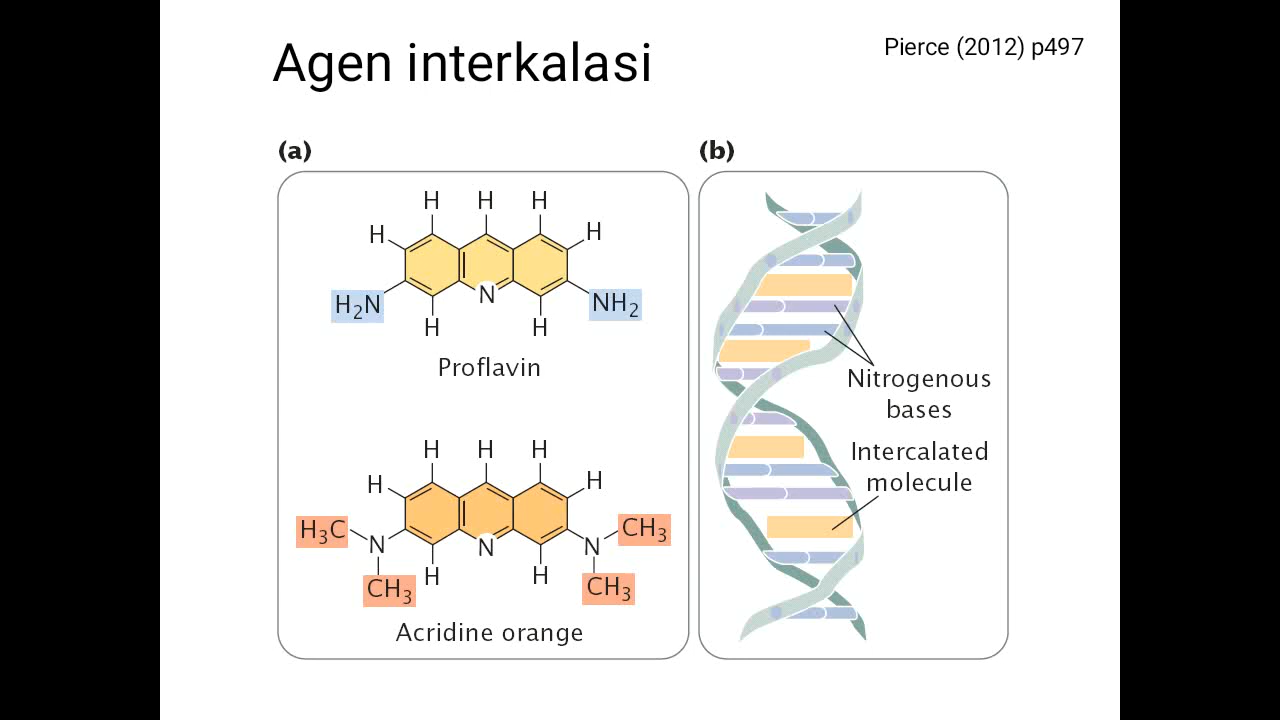 Agen interkalasi
Pierce (2012) p497
(a)
H H H
H H
H₂N N NH₂
H H
Proflavin
H H H
H H
H₃C N N N CH₃
CH₃ H H CH₃
Acridine orange
(b)
Nitrogenous
bases
Intercalated
molecule